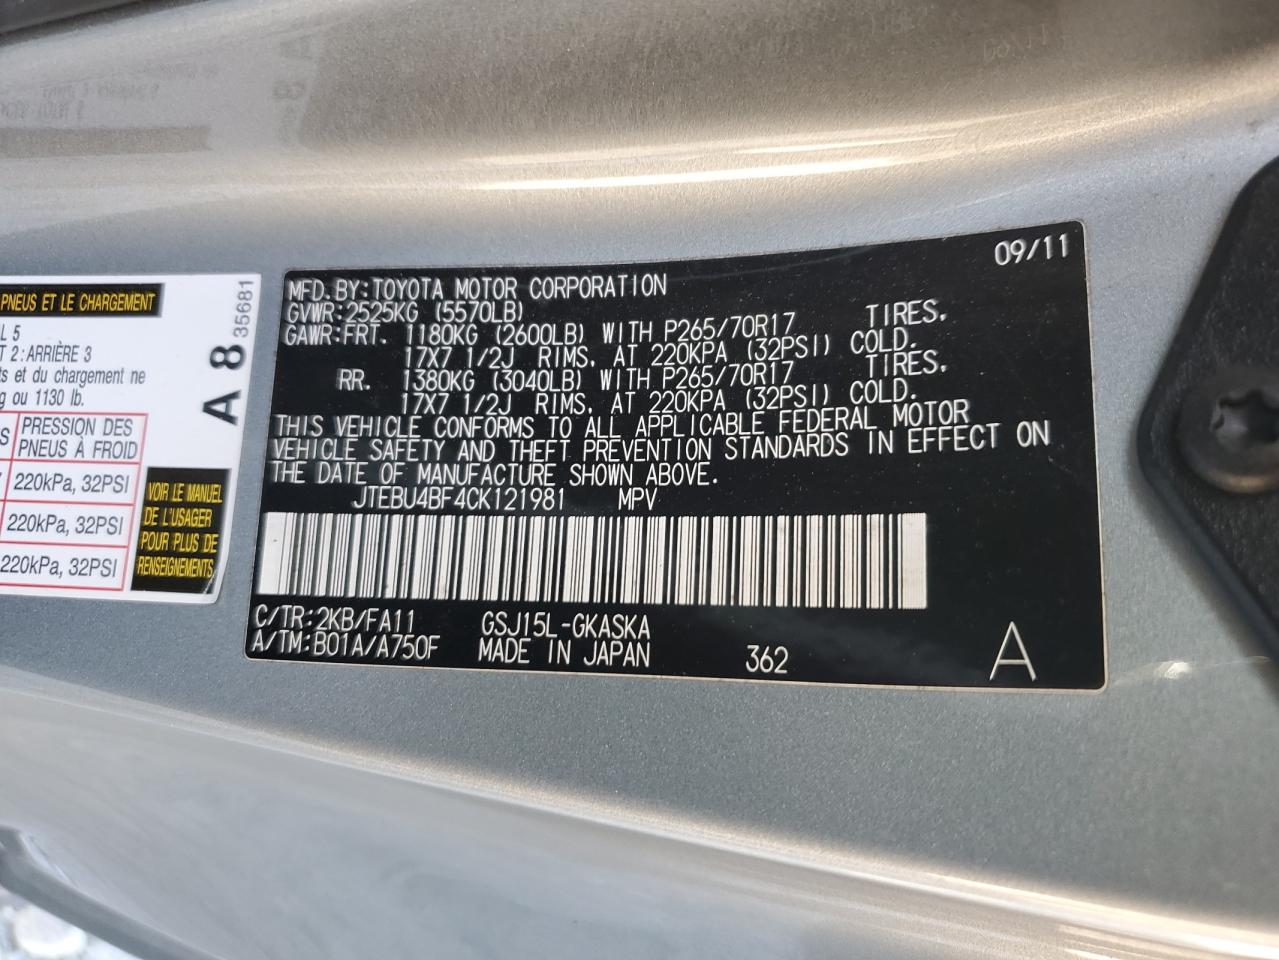 PNEUS ET LE CHARGEMENT
L 5
T 2: ARRIÈRE 3
ts et du chargement ne
g ou 1130 lb.
S PRESSION DES
PNEUS À FROID
220kPa, 32PSI
220kPa, 32PSI
220kPa, 32PSI
A 8
35681
VOIR LE MANUEL
DE L'USAGER
POUR PLUS DE
RENSEIGNEMENTS
09/11
MFD. BY: TOYOTA MOTOR CORPORATION
GVWR: 2525KG (5570LB)
GAWR: FRT. 1180KG (2600LB) WITH P265/70R17 TIRES,
17X7 1/2J RIMS, AT 220KPA (32PSI) COLD.
RR. 1380KG (3040LB) WITH P265/70R17 TIRES,
17X7 1/2J RIMS, AT 220KPA (32PSI) COLD.
THIS VEHICLE CONFORMS TO ALL APPLICABLE FEDERAL MOTOR
VEHICLE SAFETY AND THEFT PREVENTION STANDARDS IN EFFECT ON
THE DATE OF MANUFACTURE SHOWN ABOVE.
JTEBU4BF4CK121981 MPV
C/TR: 2KB/FA11 GSJ15L-GKASKA
A/TM: B01A/A750F MADE IN JAPAN 362 A